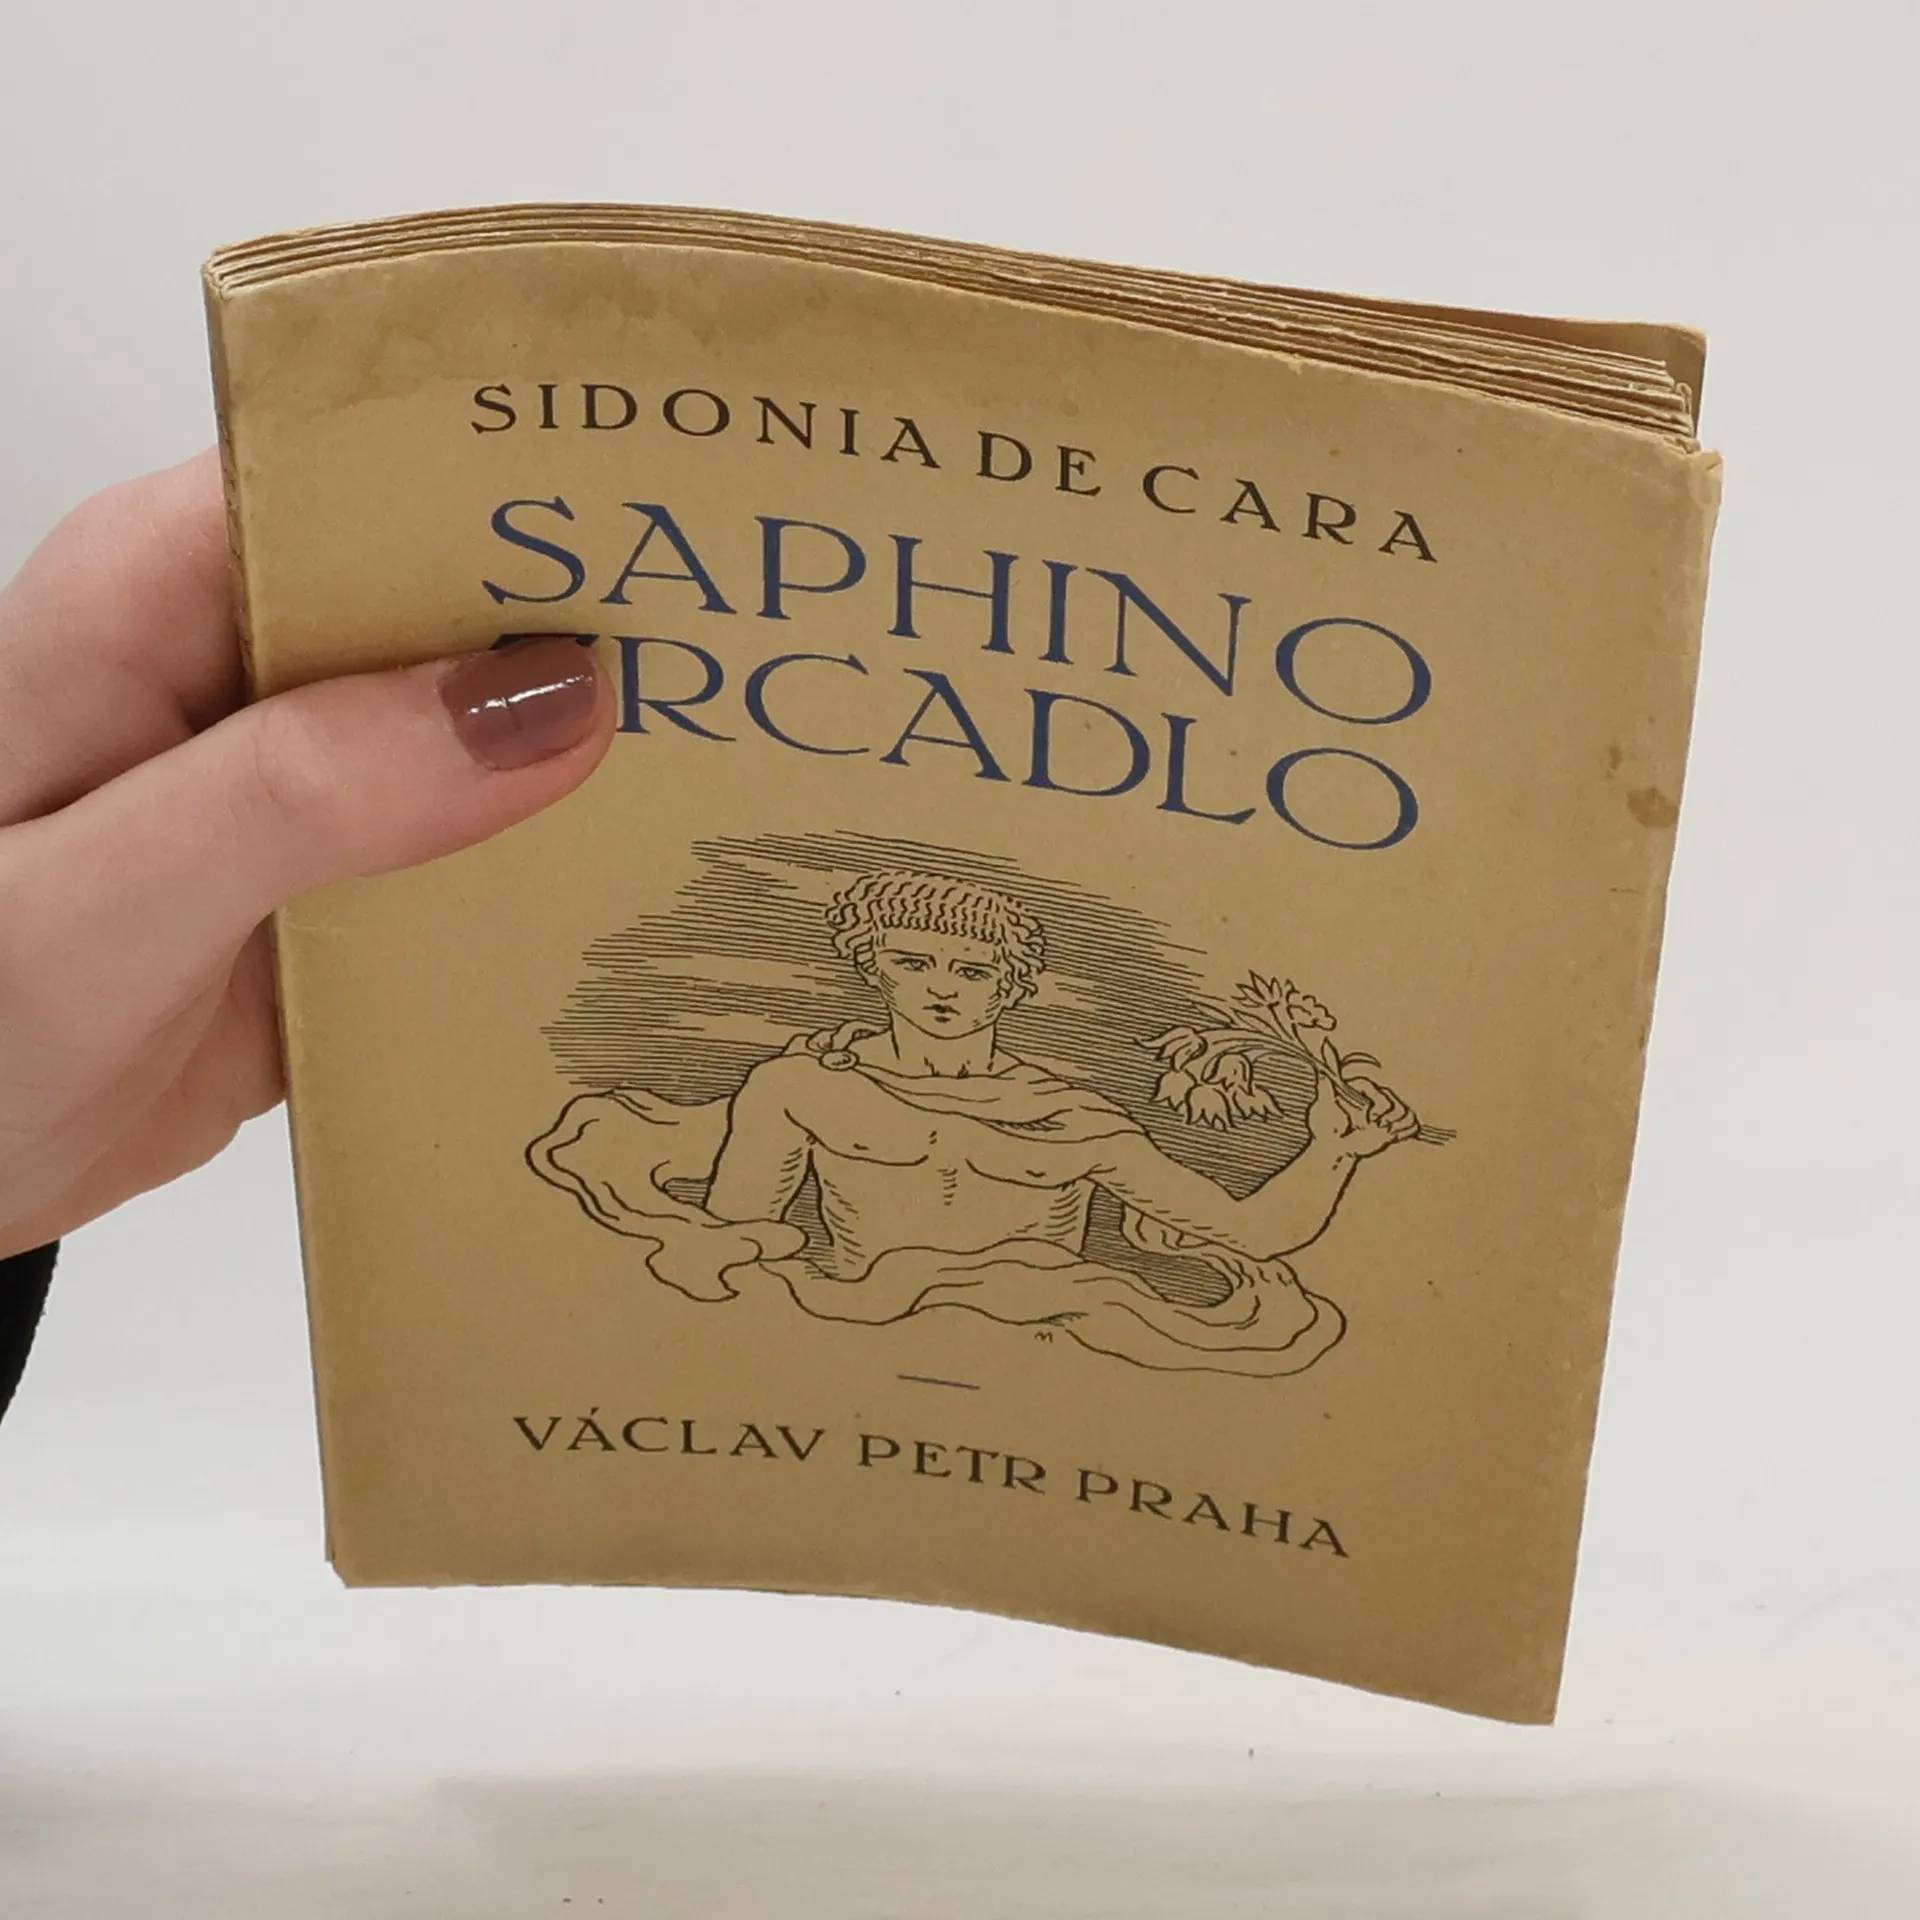 SIDONIA DE CARA
SAPHINO
VÁCLAV PETR PRAHA